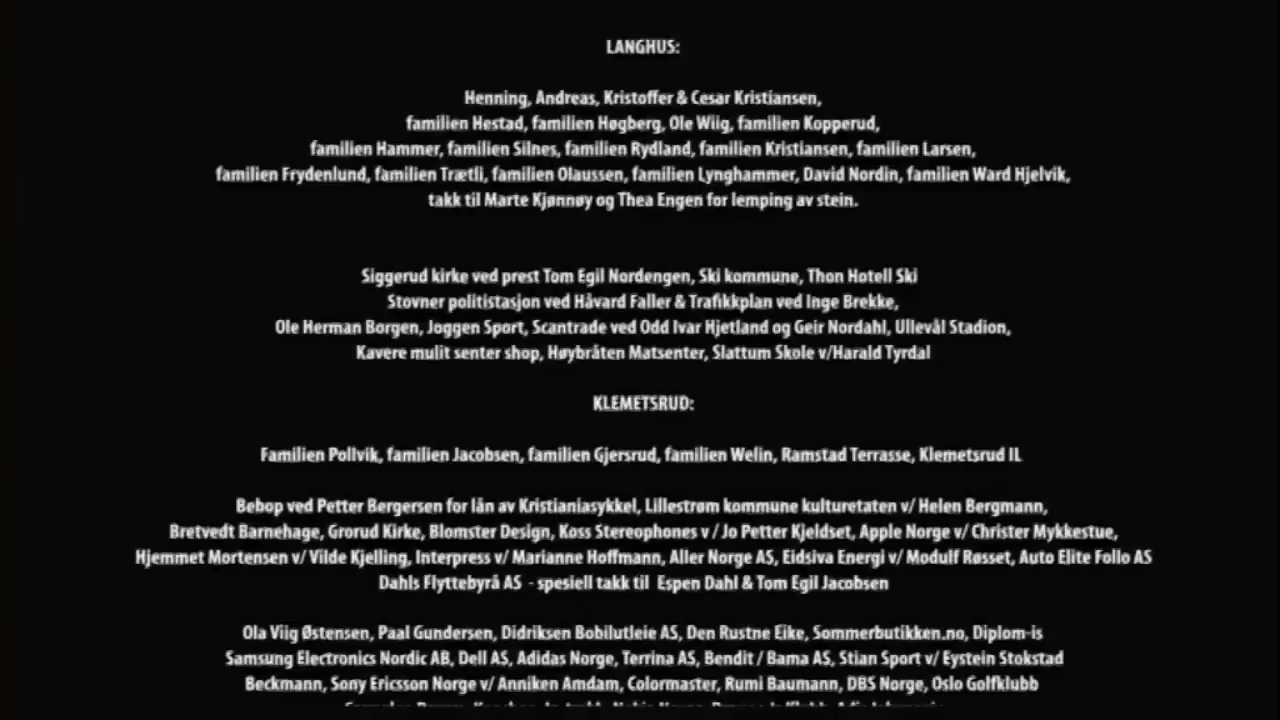 LANGHUS:
Henning, Andreas, Kristoffer & Cesar Kristiansen,
familien Hestad, familien Høgberg, Ole Wiig, familien Kopperud,
familien Hammer, familien Silnes, familien Rydland, familien Kristiansen, familien Larsen,
familien Frydenlund, familien Trætli, familien Olaussen, familien Lynghammer, David Nordin, familien Ward Hjelvik,
takk til Marte Kjønnøy og Thea Engen for lemping av stein.
Siggerud kirke ved prest Tom Egil Nordengen, Ski kommune, Thon Hotell Ski
Stovner politistasjon ved Håvard Faller & Trafikkplan ved Inge Brekke,
Ole Herman Borgen, Joggen Sport, Scantrade ved Odd Ivar Hjetland og Geir Nordahl, Ullevål Stadion,
Kavere mulit senter shop, Høybråten Matsenter, Slattum Skole v/Harald Tyrdal
KLEMETSRUD:
Familien Pollvik, familien Jacobsen, familien Gjersrud, familien Welin, Ramstad Terrasse, Klemetsrud IL
Bebop ved Petter Bergersen for lån av Kristianiasykkel, Lillestrøm kommune kulturetaten v/ Helen Bergmann,
Bretvedt Barnehage, Grorud Kirke, Blomster Design, Koss Stereophones v / Jo Petter Kjeldset, Apple Norge v/ Christer Mykkestue,
Hjemmet Mortensen v/ Vilde Kjelling, Interpress v/ Marianne Hoffmann, Aller Norge AS, Eidsiva Energi v/ Modulf Røsset, Auto Elite Follo AS
Dahls Flyttebyrå AS - spesiell takk til Espen Dahl & Tom Egil Jacobsen
Ola Viig Østensen, Paal Gundersen, Didriksen Bobilutleie AS, Den Rustne Eike, Sommerbutikken.no, Diplom-is
Samsung Electronics Nordic AB, Dell AS, Adidas Norge, Terrina AS, Bendit / Bama AS, Stian Sport v/ Eystein Stokstad
Beckmann, Sony Ericsson Norge v/ Anniken Amdam, Colormaster, Rumi Baumann, DBS Norge, Oslo Golfklubb